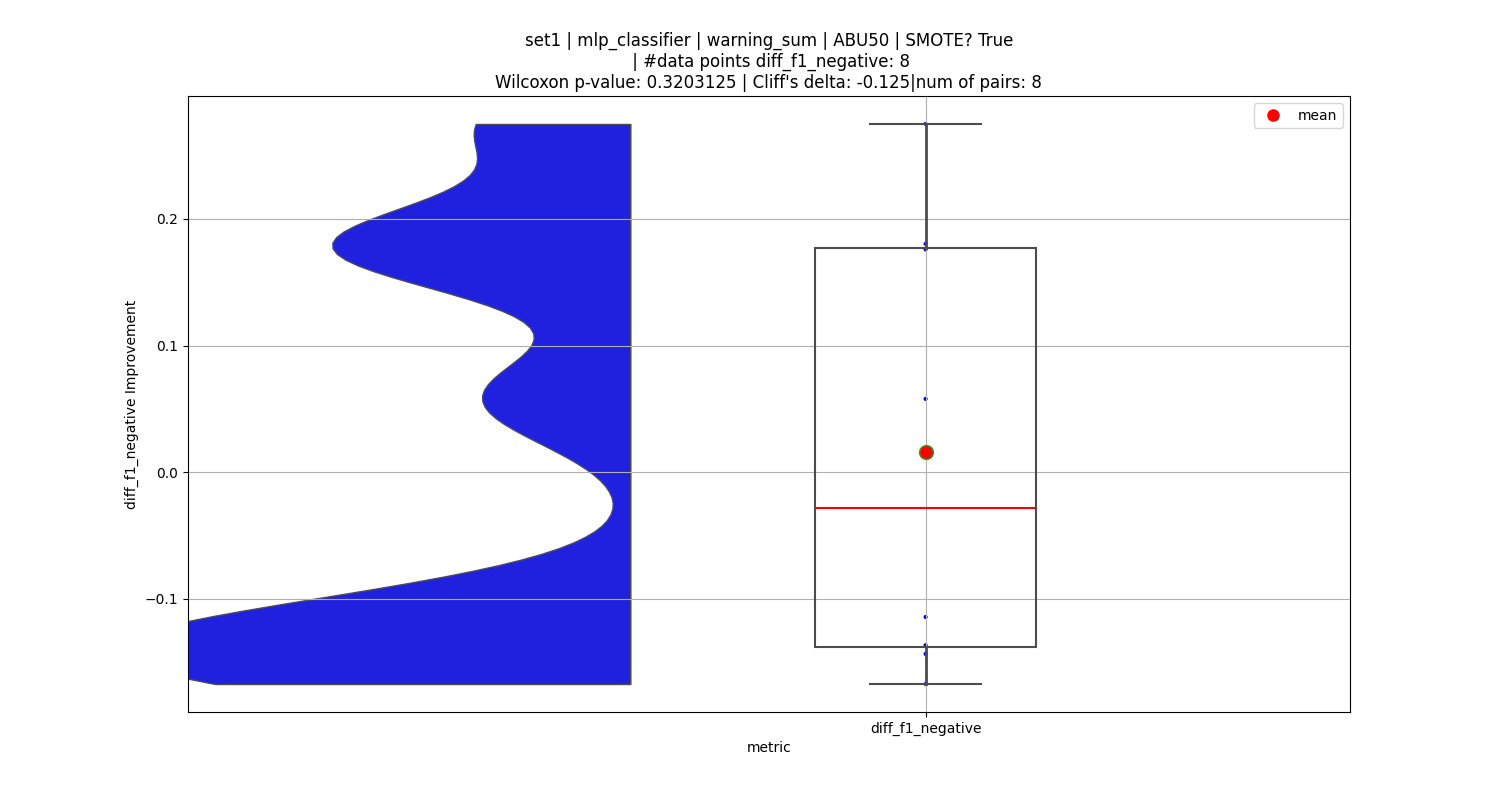 set1 | mlp_classifier | warning_sum | ABU50 | SMOTE? True
| #data points diff_f1_negative: 8
Wilcoxon p-value: 0.3203125 | Cliff's delta: -0.125|num of pairs: 8
mean
0.2
0.1
0.0
−0.1
diff_f1_negative Improvement
diff_f1_negative
metric